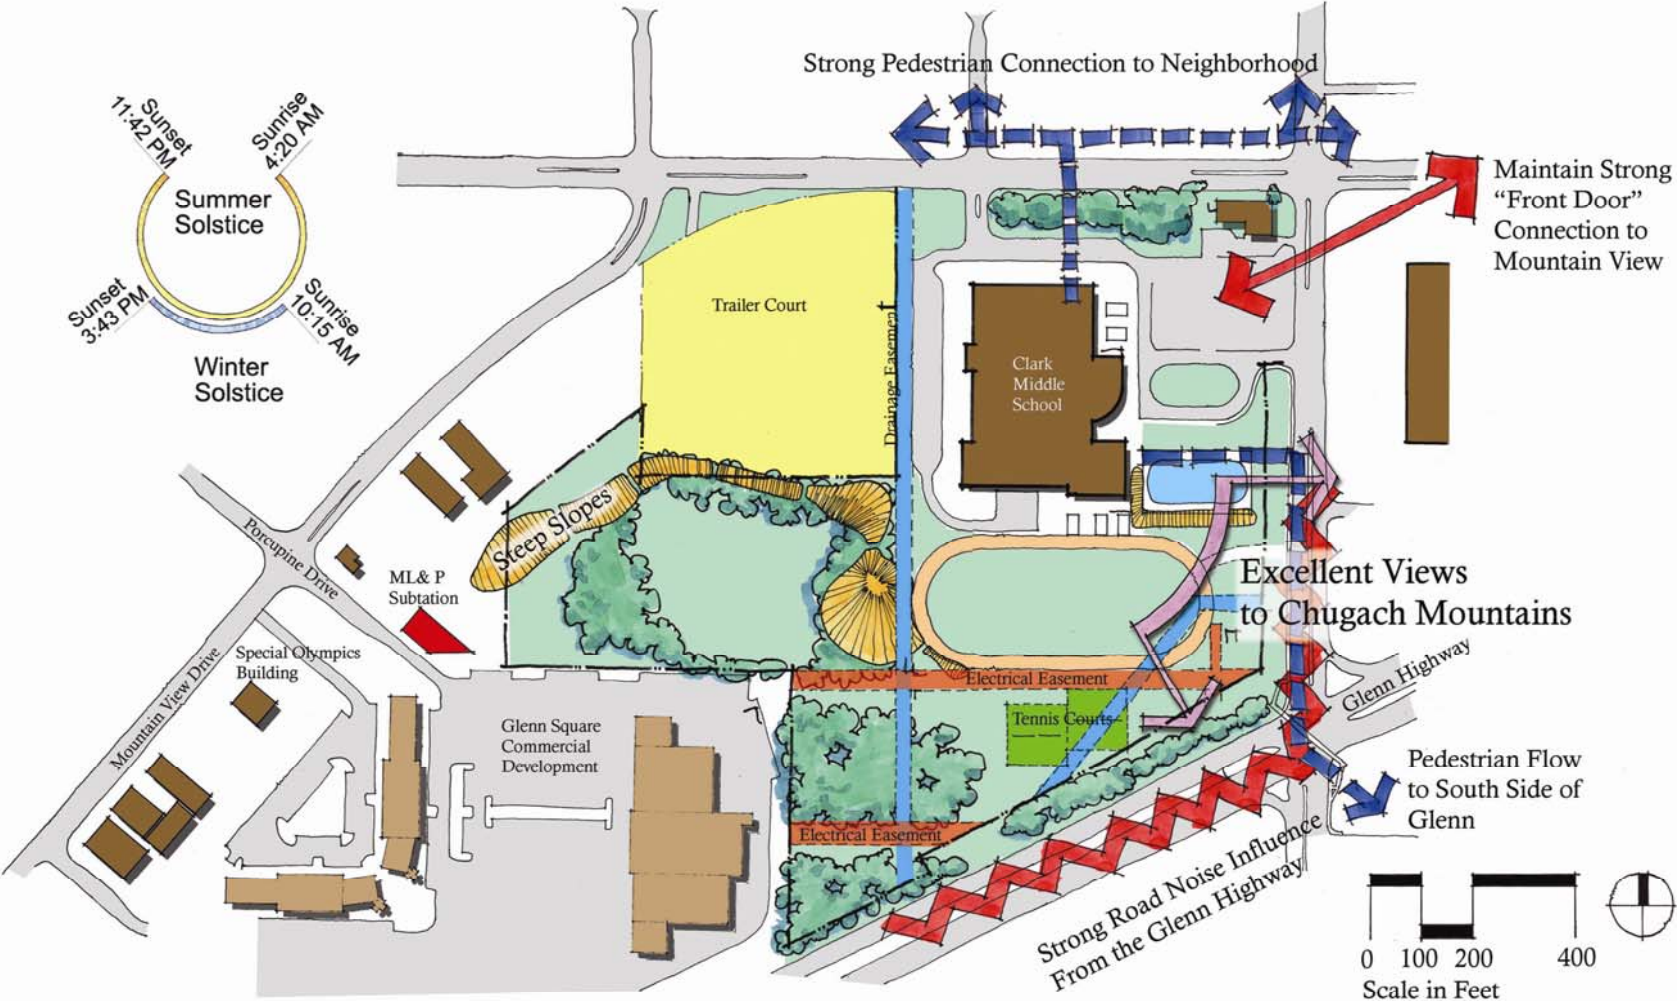 Strong Pedestrian Connection to Neighborhood
Sunset
11:42 PM
Sunrise
4:20 AM
Summer
Solstice
Sunset
3:43 PM
Sunrise
10:15 AM
Winter
Solstice
Maintain Strong
“Front Door”
Connection to
Mountain View
Trailer Court
Drainage Easement
Clark
Middle
School
Steep Slopes
Porcupine Drive
ML& P
Subtation
Excellent Views
to Chugach Mountains
Special Olympics
Building
Mountain View Drive
Glenn Highway
Electrical Easement
Tennis Courts
Glenn Square
Commercial
Development
Electrical Easement
Pedestrian Flow
to South Side of
Glenn
Strong Road Noise Influence
From the Glenn Highway
0 100 200 400
Scale in Feet